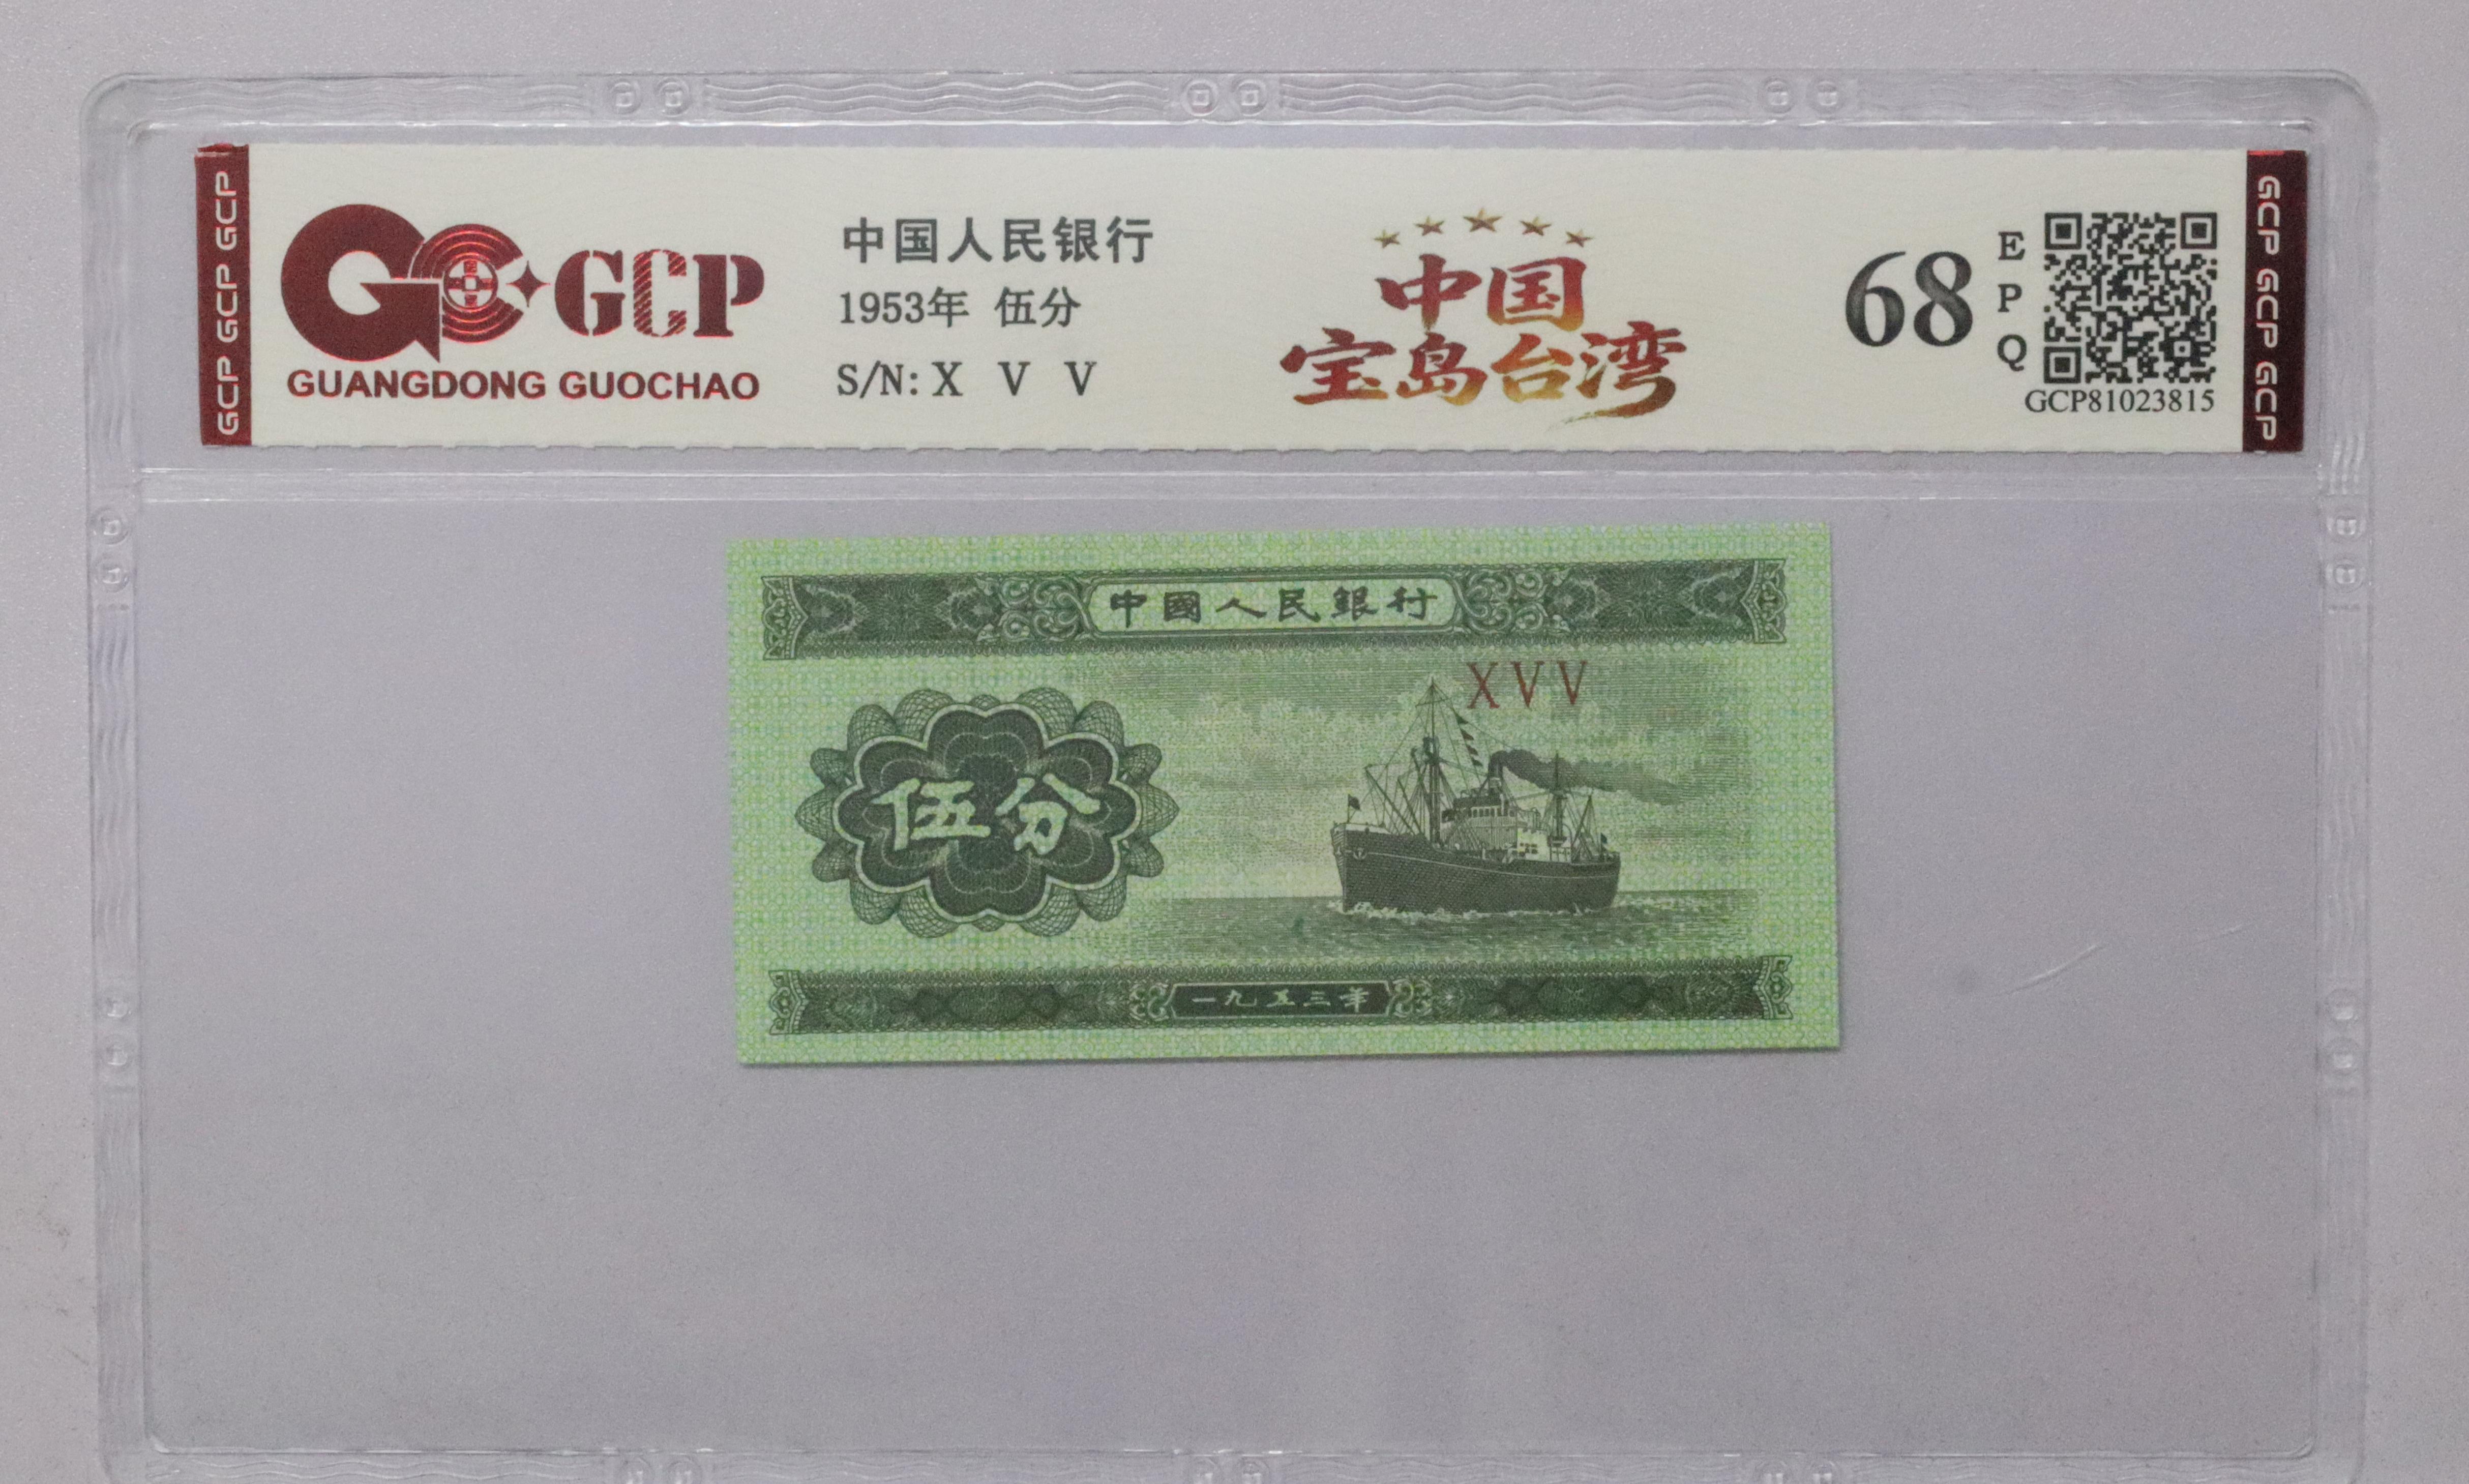 GCP GCP GCP
GCP
GUANGDONG GUOCHAO
中国人民银行
1953年 伍分
S/N: X V V
中国
宝岛台湾
68
E
P
Q
GCP81023815
GCP GCP GCP
中國人民銀行
XVV
伍分
一九五三年